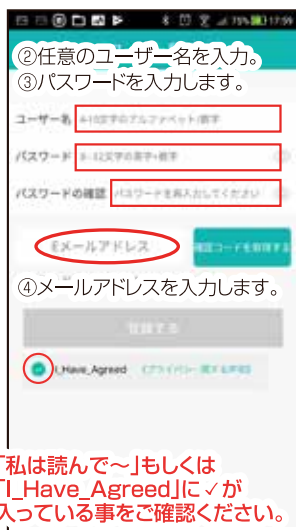 75% 17:59
②任意のユーザー名を入力。
③パスワードを入力します。
ユーザー名 4-10文字のアルファベット/数字
パスワード 8-32文字の英字+数字
パスワードの確認 パスワードを再入力してください
Eメールアドレス 確認コードを取得する
④メールアドレスを入力します。
登録する
I_Have_Agreed
「私は読んで～」もしくは
「I_Have_Agreed」に✓が
入っている事をご確認ください。